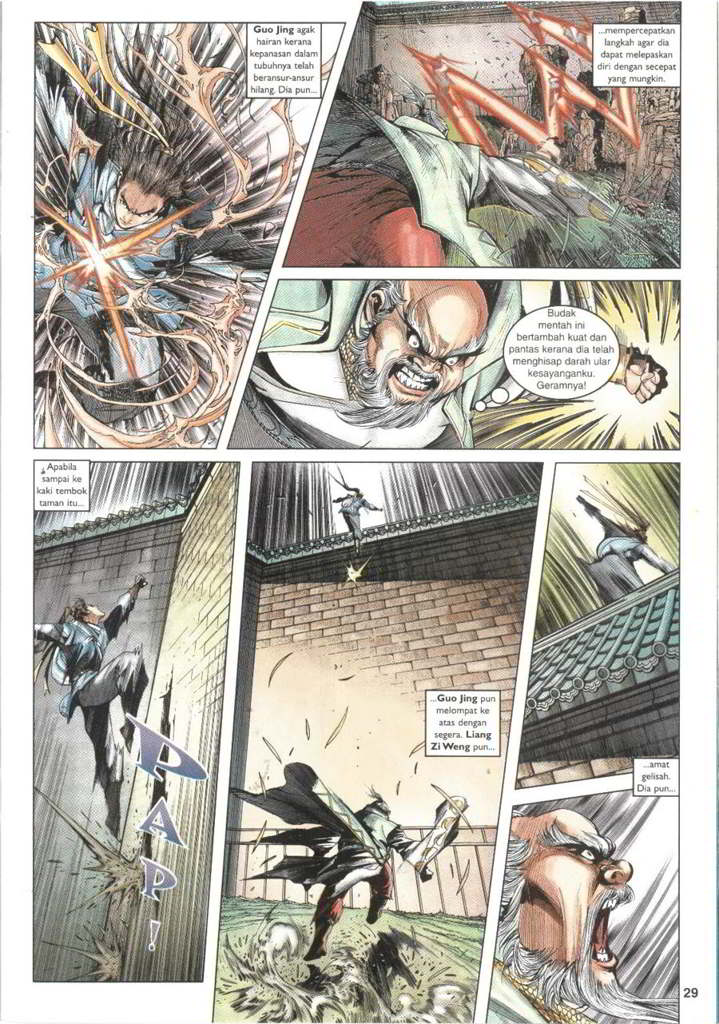 Guo Jing agak
hairan kerana
kepanasan dalam
tubuhnya telah
beransur-ansur
hilang. Dia pun...
...mempercepatkan
langkah agar dia
dapat melepaskan
diri dengan secepat
yang mungkin.
Budak
mentah ini
bertambah kuat dan
pantas kerana dia telah
menghisap darah ular
kesayanganku.
Geramnya!
Apabila
sampai ke
kaki tembok
taman itu...
PAP!
...Guo Jing pun
melompat ke
atas dengan
segera. Liang
Zi Weng pun...
...amat
gelisah.
Dia pun...
29